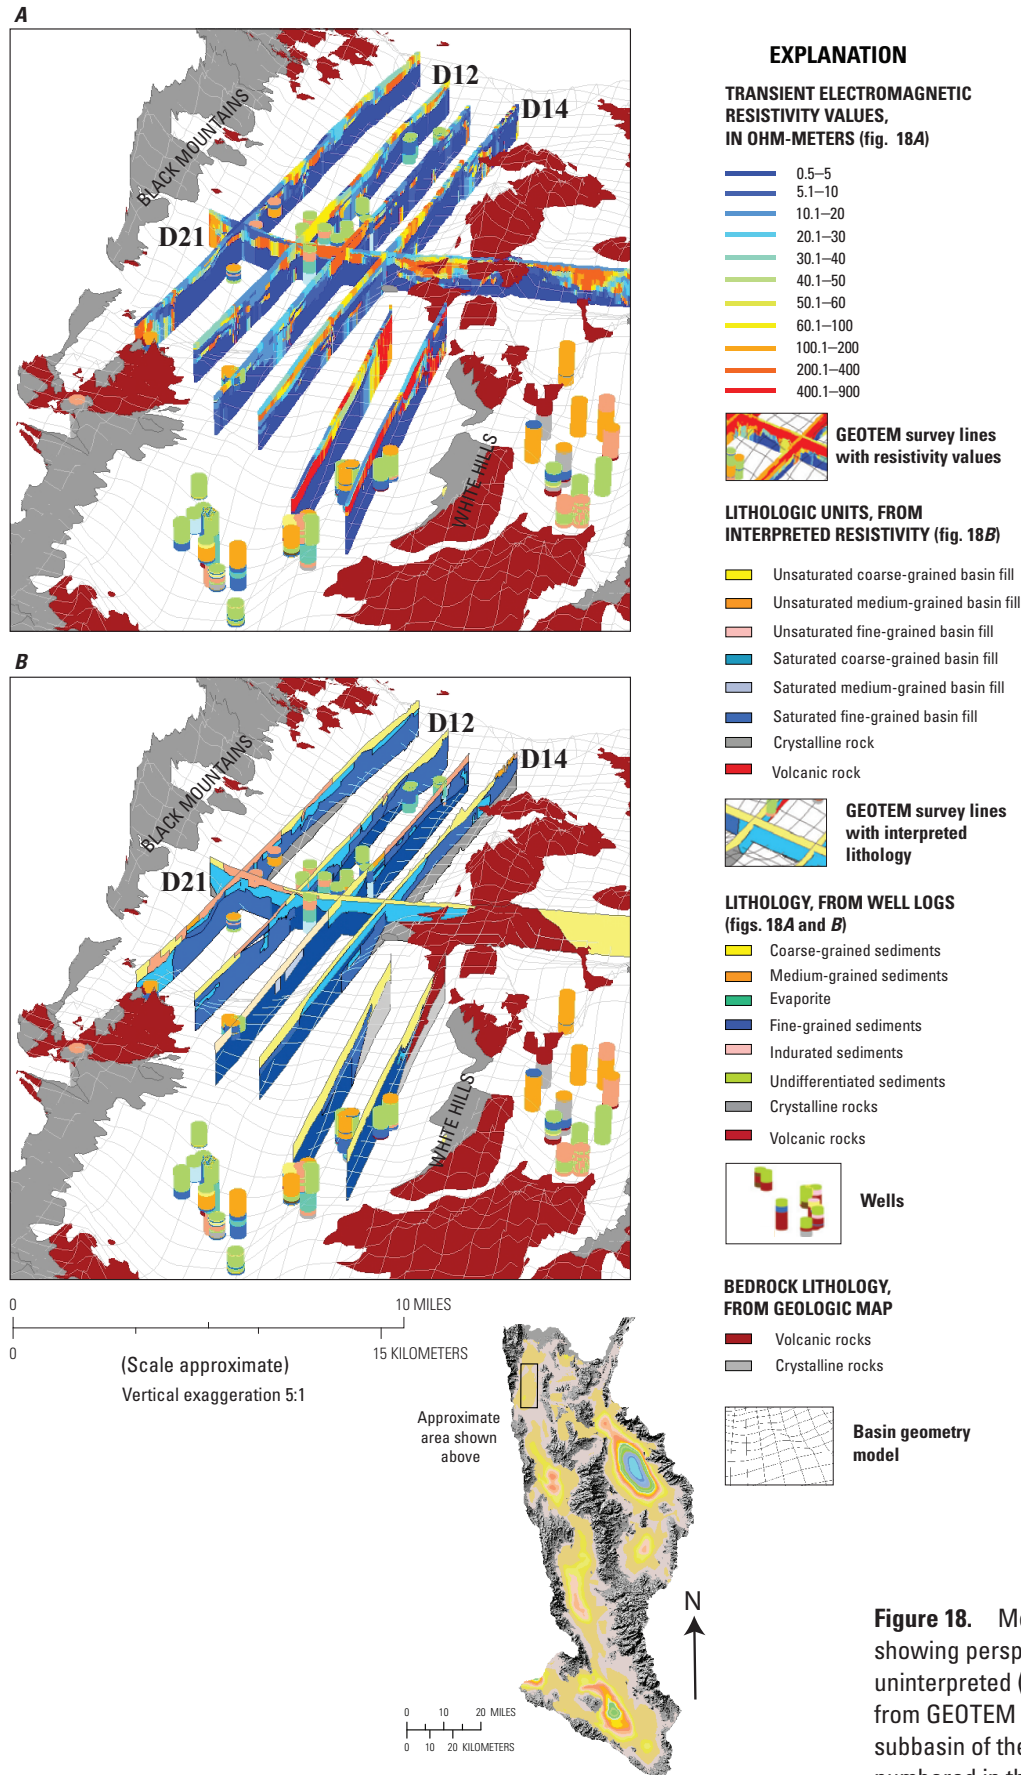 A
D12
D14
BLACK MOUNTAINS
D21
WHITE HILLS
B
D12
D14
BLACK MOUNTAINS
D21
WHITE HILLS
0 10 MILES
0 15 KILOMETERS
(Scale approximate)
Vertical exaggeration 5:1
Approximate
area shown
above
N
0 10 20 MILES
0 10 20 KILOMETERS
EXPLANATION
TRANSIENT ELECTROMAGNETIC
RESISTIVITY VALUES,
IN OHM-METERS (fig. 18A)
0.5–5
5.1–10
10.1–20
20.1–30
30.1–40
40.1–50
50.1–60
60.1–100
100.1–200
200.1–400
400.1–900
GEOTEM survey lines
with resistivity values
LITHOLOGIC UNITS, FROM
INTERPRETED RESISTIVITY (fig. 18B)
Unsaturated coarse-grained basin fill
Unsaturated medium-grained basin fill
Unsaturated fine-grained basin fill
Saturated coarse-grained basin fill
Saturated medium-grained basin fill
Saturated fine-grained basin fill
Crystalline rock
Volcanic rock
GEOTEM survey lines
with interpreted
lithology
LITHOLOGY, FROM WELL LOGS
(figs. 18A and B)
Coarse-grained sediments
Medium-grained sediments
Evaporite
Fine-grained sediments
Indurated sediments
Undifferentiated sediments
Crystalline rocks
Volcanic rocks
Wells
BEDROCK LITHOLOGY,
FROM GEOLOGIC MAP
Volcanic rocks
Crystalline rocks
Basin geometry
model
Figure 18.
showing persp
uninterpreted (
from GEOTEM
subbasin of the